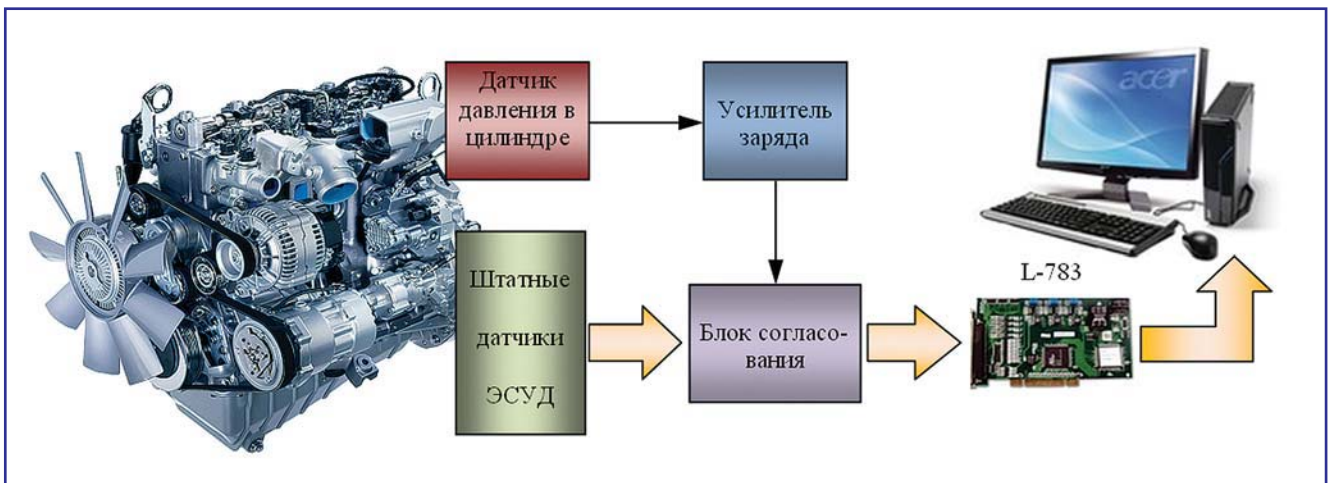 Датчик
давления в
цилиндре
Усилитель
заряда
acer
L-783
Штатные
датчики
ЭСУД
Блок согласо-
вания